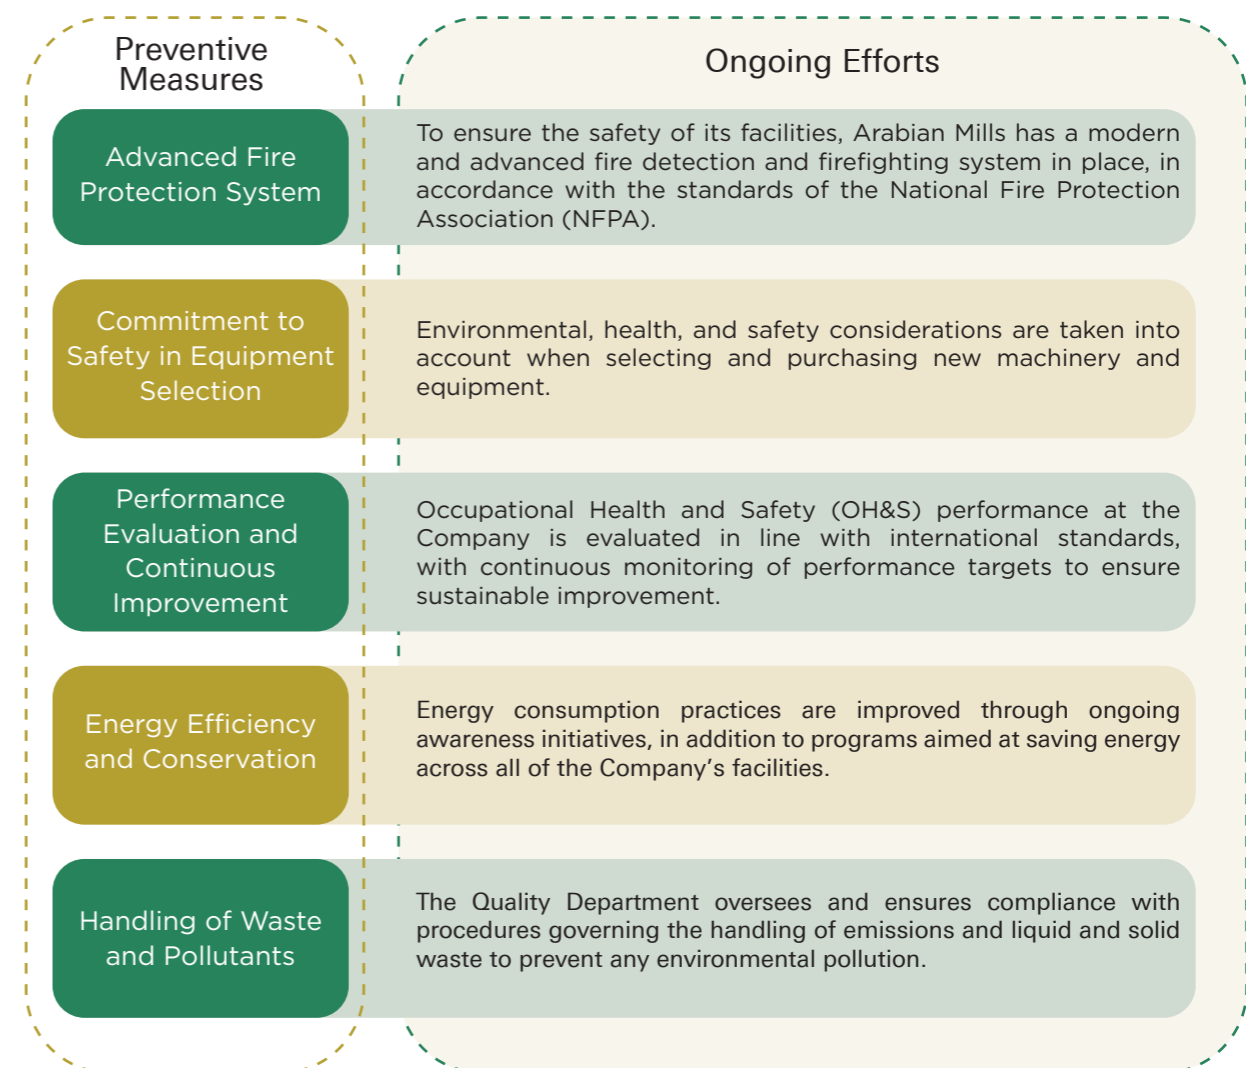 Preventive
Measures
Ongoing Efforts
Advanced Fire
Protection System
To ensure the safety of its facilities, Arabian Mills has a modern
and advanced fire detection and firefighting system in place, in
accordance with the standards of the National Fire Protection
Association (NFPA).
Commitment to
Safety in Equipment
Selection
Environmental, health, and safety considerations are taken into
account when selecting and purchasing new machinery and
equipment.
Performance
Evaluation and
Continuous
Improvement
Occupational Health and Safety (OH&S) performance at the
Company is evaluated in line with international standards,
with continuous monitoring of performance targets to ensure
sustainable improvement.
Energy Efficiency
and Conservation
Energy consumption practices are improved through ongoing
awareness initiatives, in addition to programs aimed at saving energy
across all of the Company’s facilities.
Handling of Waste
and Pollutants
The Quality Department oversees and ensures compliance with
procedures governing the handling of emissions and liquid and solid
waste to prevent any environmental pollution.